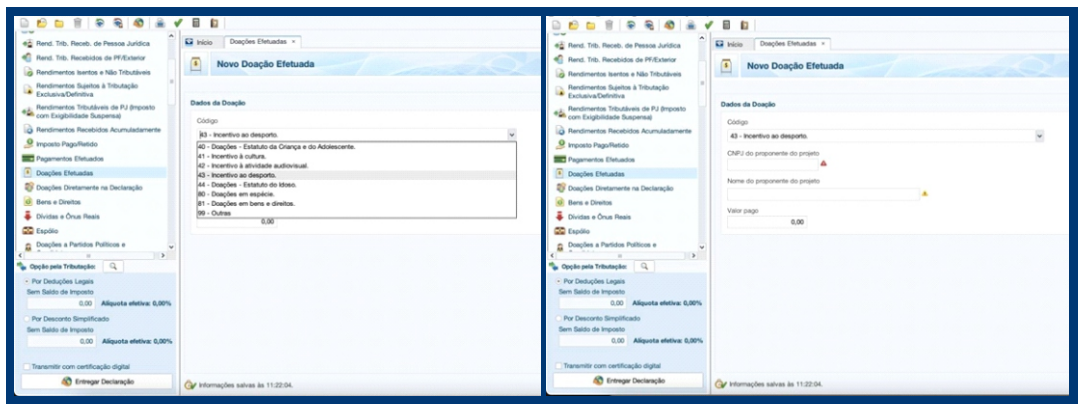 Rend. Trib. Receb. de Pessoa Jurídica
Rend. Trib. Recebidos de PF/Exterior
Rendimentos Isentos e Não Tributáveis
Rendimentos Sujeitos à Tributação
Exclusiva/Definitiva
Rendimentos Tributáveis de PJ (Imposto
com Exigibilidade Suspensa)
Rendimentos Recebidos Acumuladamente
Imposto Pago/Retido
Pagamentos Efetuados
Doações Efetuadas
Doações Diretamente na Declaração
Bens e Direitos
Dívidas e Ônus Reais
Espólio
Doações a Partidos Políticos e
Opção pela Tributação:
Por Deduções Legais
Sem Saldo de Imposto
0,00 Alíquota efetiva: 0,00%
Por Desconto Simplificado
Sem Saldo de Imposto
0,00 Alíquota efetiva: 0,00%
Transmitir com certificação digital
Entregar Declaração
Início Doações Efetuadas ×
Novo Doação Efetuada
Dados da Doação
Código
43 - Incentivo ao desporto.
40 - Doações - Estatuto da Criança e do Adolescente.
41 - Incentivo à cultura.
42 - Incentivo à atividade audiovisual.
43 - Incentivo ao desporto.
44 - Doações - Estatuto do Idoso.
80 - Doações em espécie.
81 - Doações em bens e direitos.
99 - Outras
0,00
Informações salvas às 11:22:04.
Rend. Trib. Receb. de Pessoa Jurídica
Rend. Trib. Recebidos de PF/Exterior
Rendimentos Isentos e Não Tributáveis
Rendimentos Sujeitos à Tributação
Exclusiva/Definitiva
Rendimentos Tributáveis de PJ (Imposto
com Exigibilidade Suspensa)
Rendimentos Recebidos Acumuladamente
Imposto Pago/Retido
Pagamentos Efetuados
Doações Efetuadas
Doações Diretamente na Declaração
Bens e Direitos
Dívidas e Ônus Reais
Espólio
Doações a Partidos Políticos e
Opção pela Tributação:
Por Deduções Legais
Sem Saldo de Imposto
0,00 Alíquota efetiva: 0,00%
Por Desconto Simplificado
Sem Saldo de Imposto
0,00 Alíquota efetiva: 0,00%
Transmitir com certificação digital
Entregar Declaração
Início Doações Efetuadas ×
Novo Doação Efetuada
Dados da Doação
Código
43 - Incentivo ao desporto.
CNPJ do proponente do projeto
Nome do proponente do projeto
Valor pago
0,00
Informações salvas às 11:22:04.